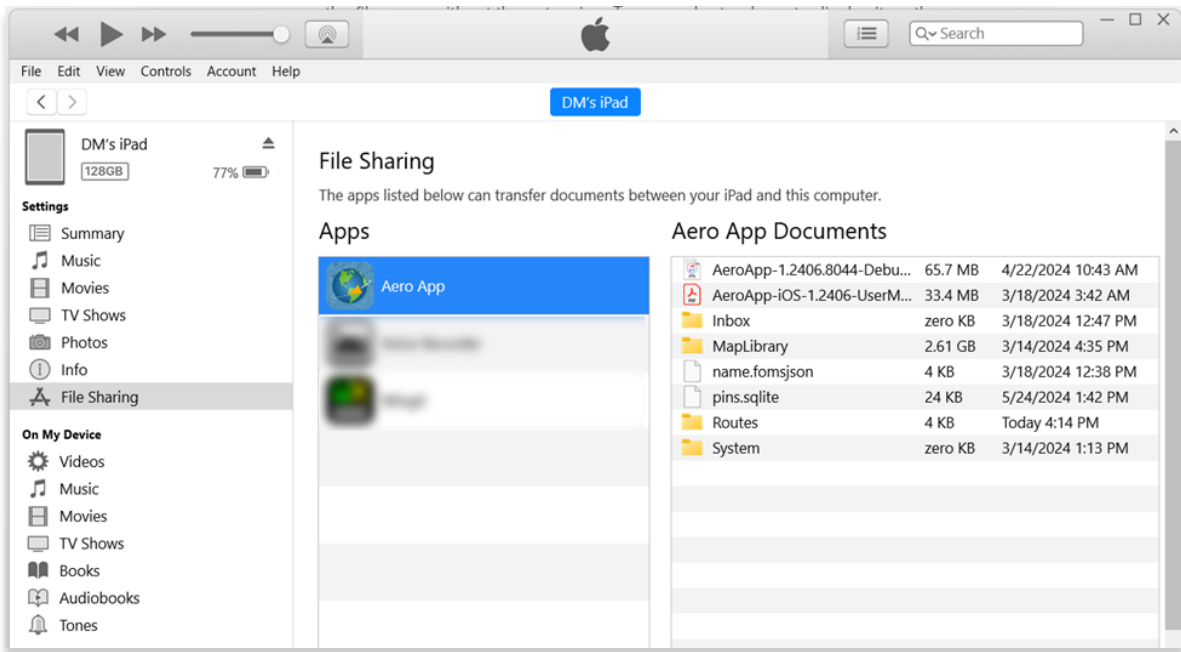 Search
File Edit View Controls Account Help
DM's iPad
DM's iPad
128GB
77%
Settings
Summary
Music
Movies
TV Shows
Photos
Info
File Sharing
On My Device
Videos
Music
Movies
TV Shows
Books
Audiobooks
Tones
File Sharing
The apps listed below can transfer documents between your iPad and this computer.
Apps
Aero App
Aero App Documents
AeroApp-1.2406.8044-Debu... 65.7 MB 4/22/2024 10:43 AM
AeroApp-iOS-1.2406-UserM... 33.4 MB 3/18/2024 3:42 AM
Inbox zero KB 3/18/2024 12:47 PM
MapLibrary 2.61 GB 3/14/2024 4:35 PM
name.fomsjson 4 KB 3/18/2024 12:38 PM
pins.sqlite 24 KB 5/24/2024 1:42 PM
Routes 4 KB Today 4:14 PM
System zero KB 3/14/2024 1:13 PM